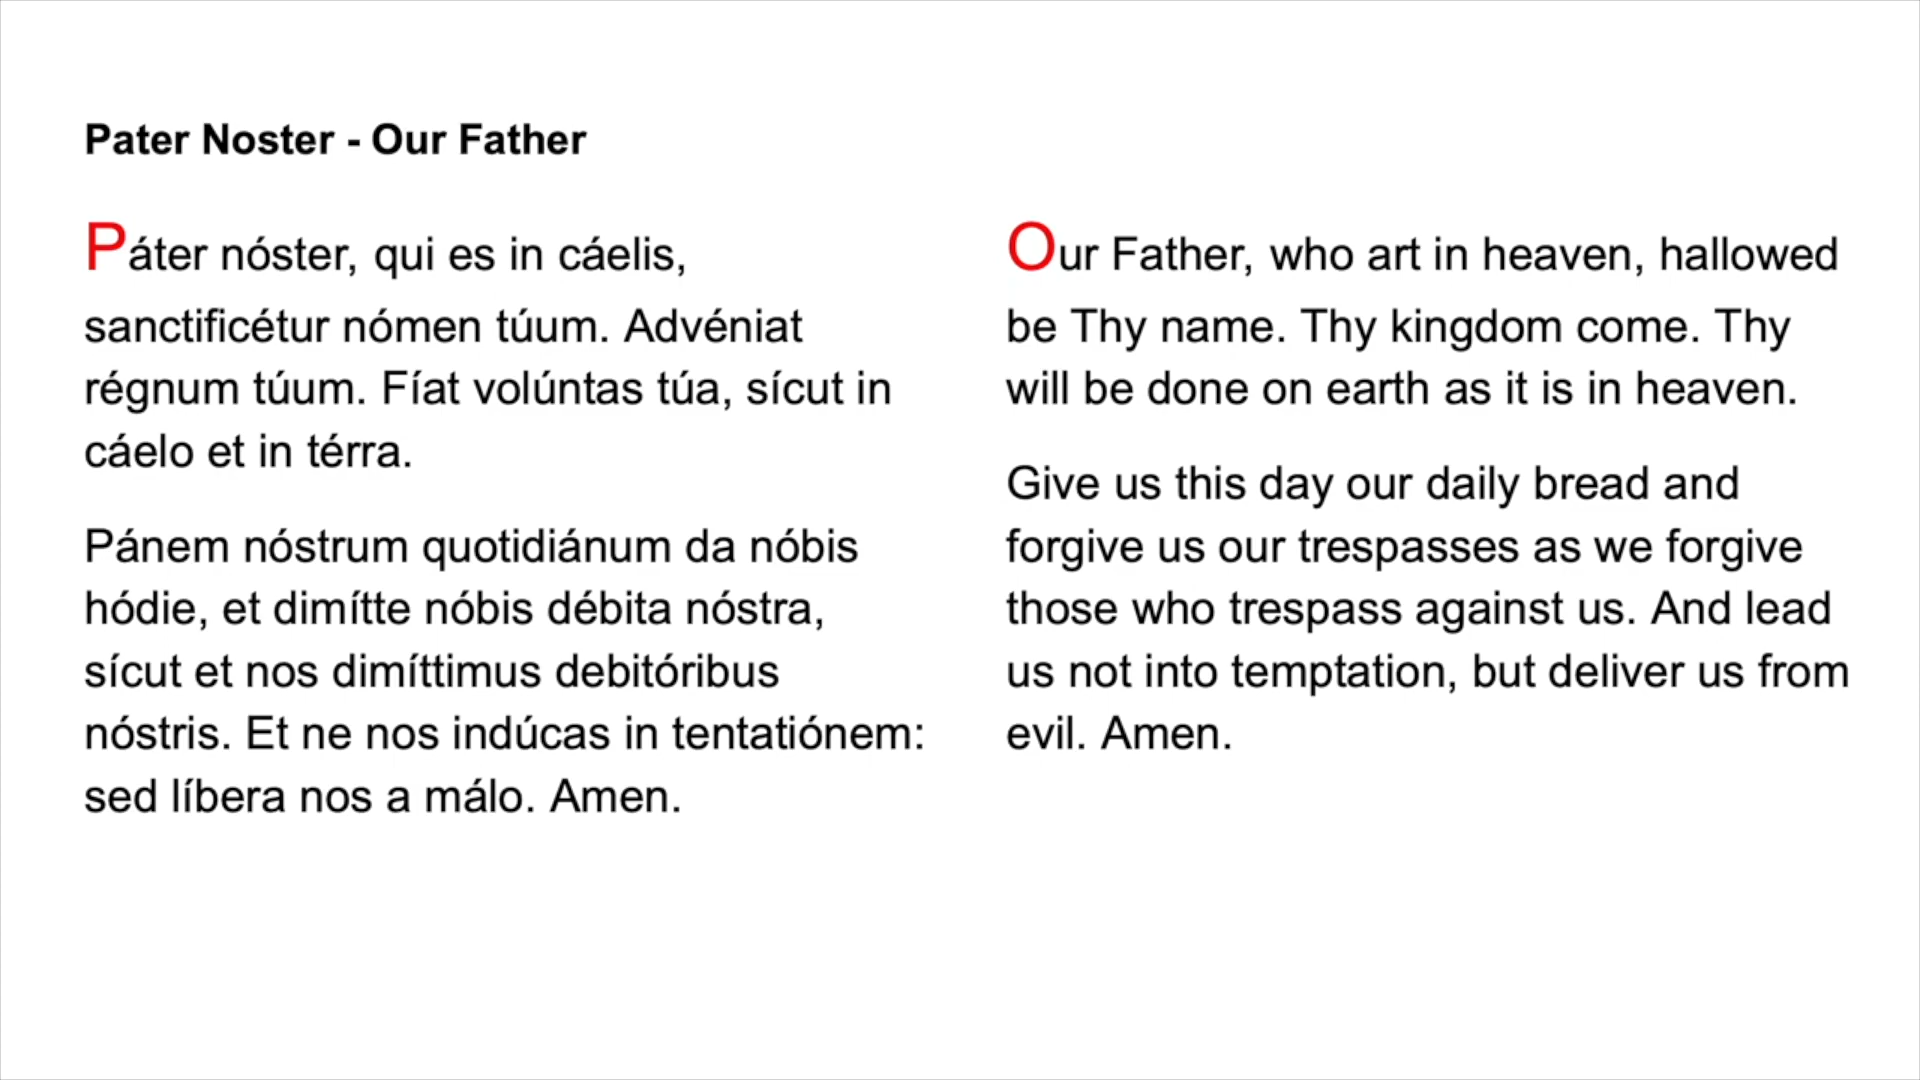 Pater Noster - Our Father
Páter nóster, qui es in cáelis,
sanctificétur nómen túum. Advéniat
régnum túum. Fíat volúntas túa, sícut in
cáelo et in térra.
Pánem nóstrum quotidiánum da nóbis
hódie, et dimítte nóbis débita nóstra,
sícut et nos dimíttimus debitóribus
nóstris. Et ne nos indúcas in tentatiónem:
sed líbera nos a málo. Amen.
Our Father, who art in heaven, hallowed
be Thy name. Thy kingdom come. Thy
will be done on earth as it is in heaven.
Give us this day our daily bread and
forgive us our trespasses as we forgive
those who trespass against us. And lead
us not into temptation, but deliver us from
evil. Amen.